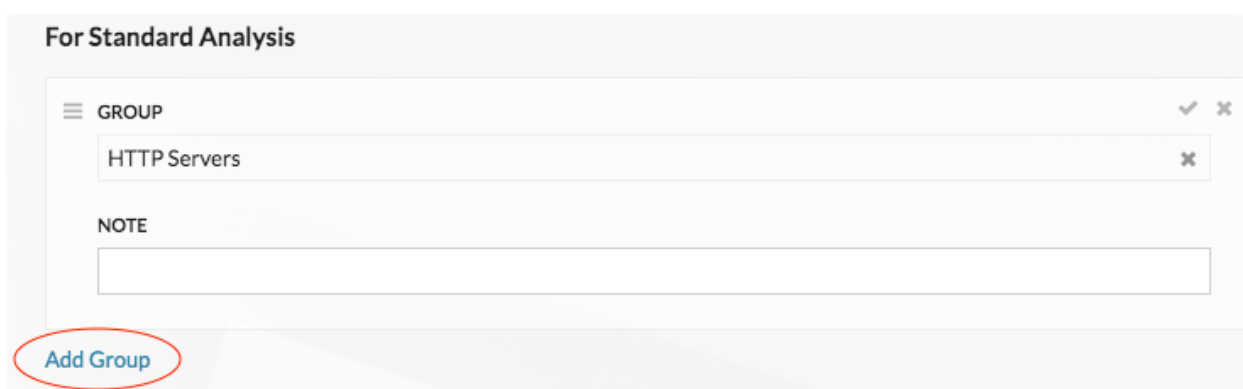 For Standard Analysis
GROUP
HTTP Servers
NOTE
Add Group